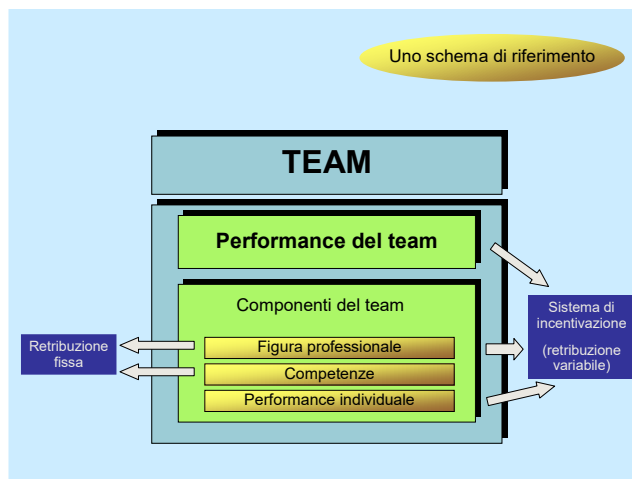 Uno schema di riferimento
TEAM
Performance del team
Componenti del team
Retribuzione
fissa
Figura professionale
Competenze
Performance individuale
Sistema di
incentivazione
(retribuzione
variabile)